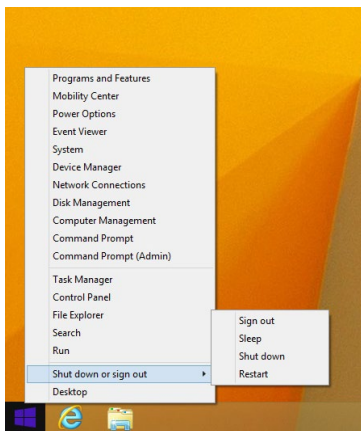 Programs and Features
Mobility Center
Power Options
Event Viewer
System
Device Manager
Network Connections
Disk Management
Computer Management
Command Prompt
Command Prompt (Admin)
Task Manager
Control Panel
File Explorer
Search
Run
Shut down or sign out
Desktop
Sign out
Sleep
Shut down
Restart